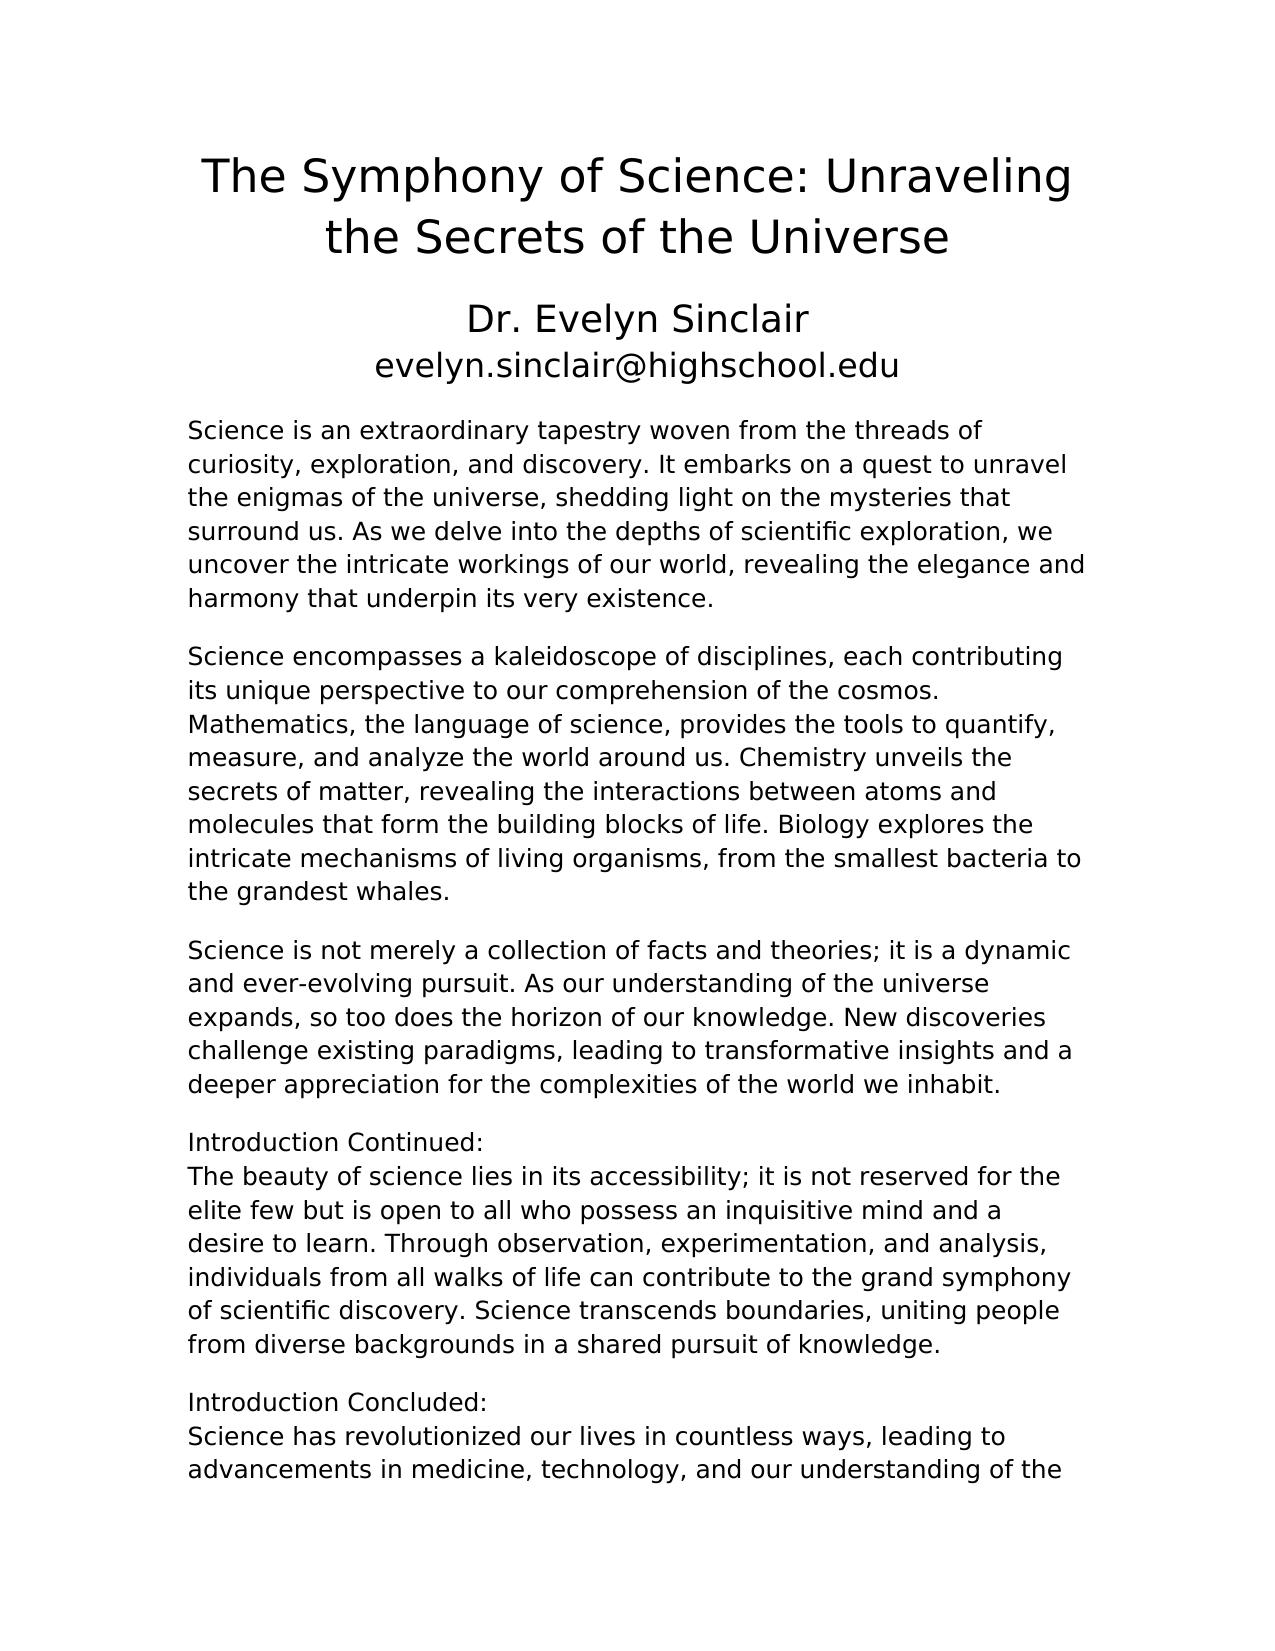 The Symphony of Science: Unraveling
the Secrets of the Universe
Dr. Evelyn Sinclair
evelyn.sinclair@highschool.edu
Science is an extraordinary tapestry woven from the threads of
curiosity, exploration, and discovery. It embarks on a quest to unravel
the enigmas of the universe, shedding light on the mysteries that
surround us. As we delve into the depths of scientific exploration, we
uncover the intricate workings of our world, revealing the elegance and
harmony that underpin its very existence.
Science encompasses a kaleidoscope of disciplines, each contributing
its unique perspective to our comprehension of the cosmos.
Mathematics, the language of science, provides the tools to quantify,
measure, and analyze the world around us. Chemistry unveils the
secrets of matter, revealing the interactions between atoms and
molecules that form the building blocks of life. Biology explores the
intricate mechanisms of living organisms, from the smallest bacteria to
the grandest whales.
Science is not merely a collection of facts and theories; it is a dynamic
and ever-evolving pursuit. As our understanding of the universe
expands, so too does the horizon of our knowledge. New discoveries
challenge existing paradigms, leading to transformative insights and a
deeper appreciation for the complexities of the world we inhabit.
Introduction Continued:
The beauty of science lies in its accessibility; it is not reserved for the
elite few but is open to all who possess an inquisitive mind and a
desire to learn. Through observation, experimentation, and analysis,
individuals from all walks of life can contribute to the grand symphony
of scientific discovery. Science transcends boundaries, uniting people
from diverse backgrounds in a shared pursuit of knowledge.
Introduction Concluded:
Science has revolutionized our lives in countless ways, leading to
advancements in medicine, technology, and our understanding of the